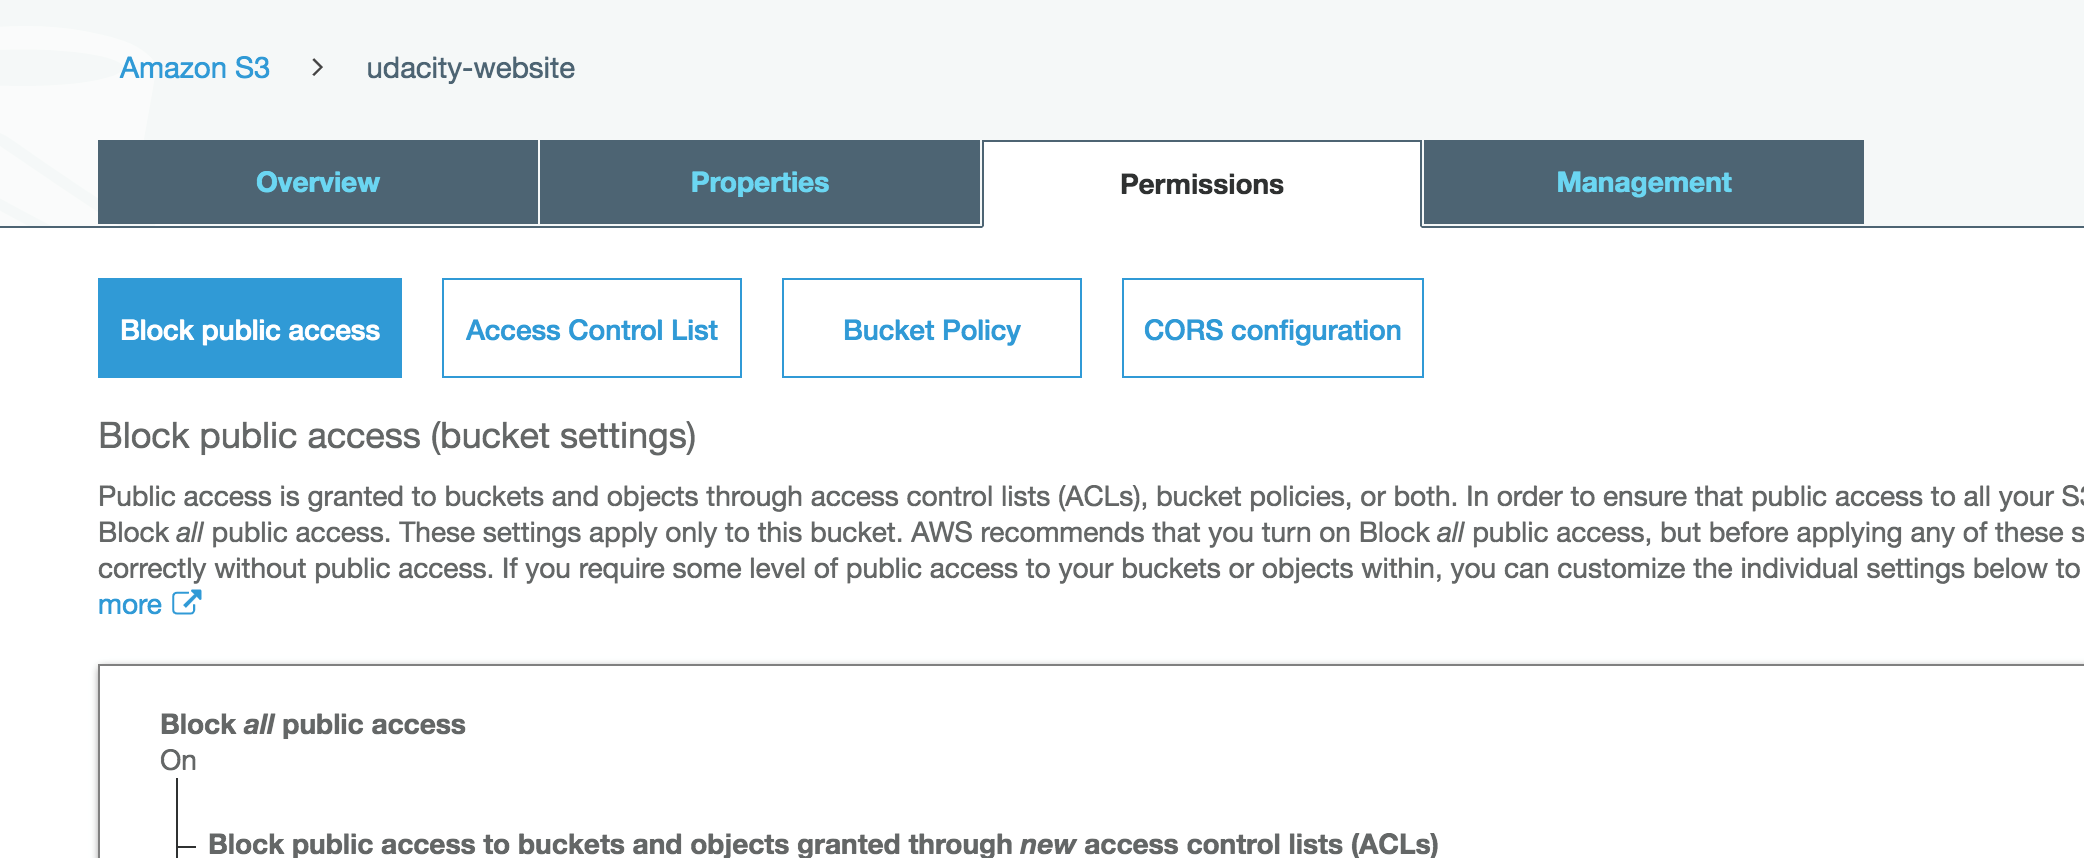 Amazon S3 > udacity-website
Overview Properties Permissions Management
Block public access Access Control List Bucket Policy CORS configuration
Block public access (bucket settings)
Public access is granted to buckets and objects through access control lists (ACLs), bucket policies, or both. In order to ensure that public access to all your
Block all public access. These settings apply only to this bucket. AWS recommends that you turn on Block all public access, but before applying any of these
correctly without public access. If you require some level of public access to your buckets or objects within, you can customize the individual settings below to
more
Block all public access
On
Block public access to buckets and objects granted through new access control lists (ACLs)